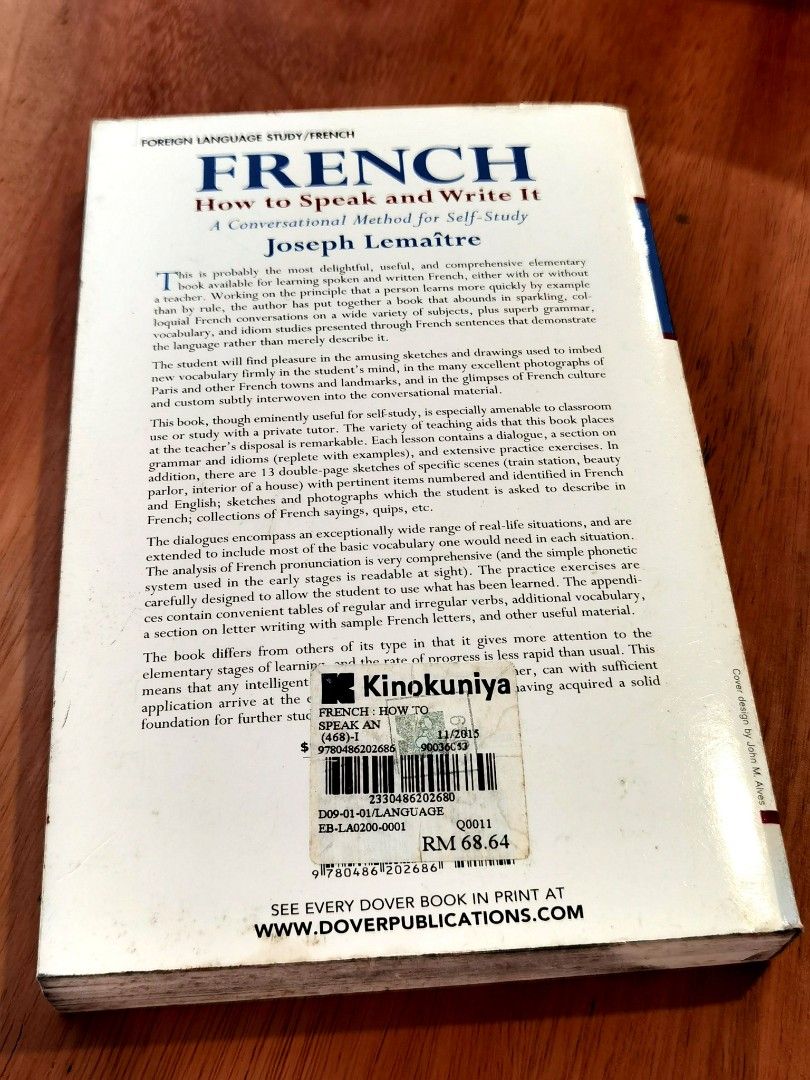 FOREIGN LANGUAGE STUDY/FRENCH
FRENCH
How to Speak and Write It
A Conversational Method for Self-Study
Joseph Lemaître
This is probably the most delightful, useful, and comprehensive elementary
book available for learning spoken and written French, either with or without
a teacher. Working on the principle that a person learns more quickly by example
than by rule, the author has put together a book that abounds in sparkling, col-
loquial French conversations on a wide variety of subjects, plus superb grammar,
vocabulary, and idiom studies presented through French sentences that demonstrate
the language rather than merely describe it.
The student will find pleasure in the amusing sketches and drawings used to imbed
new vocabulary firmly in the student's mind, in the many excellent photographs of
Paris and other French towns and landmarks, and in the glimpses of French culture
and custom subtly interwoven into the conversational material.
This book, though eminently useful for self-study, is especially amenable to classroom
use or study with a private tutor. The variety of teaching aids that this book places
at the teacher's disposal is remarkable. Each lesson contains a dialogue, a section on
grammar and idioms (replete with examples), and extensive practice exercises. In
addition, there are 13 double-page sketches of specific scenes (train station, beauty
parlor, interior of a house) with pertinent items numbered and identified in French
and English; sketches and photographs which the student is asked to describe in
French; collections of French sayings, quips, etc.
The dialogues encompass an exceptionally wide range of real-life situations, and are
extended to include most of the basic vocabulary one would need in each situation.
The analysis of French pronunciation is very comprehensive (and the simple phonetic
system used in the early stages is readable at sight). The practice exercises are
carefully designed to allow the student to use what has been learned. The appendi-
ces contain convenient tables of regular and irregular verbs, additional vocabulary,
a section on letter writing with sample French letters, and other useful material.
The book differs from others of its type in that it gives more attention to the
elementary stages of learning, and the rate of progress is less rapid than usual. This
means that any intelligent her, can with sufficient
application arrive at the e having acquired a solid
foundation for further stud
$
Kinokuniya
FRENCH : HOW TO
SPEAK AN
(468)-I 11/2015
9780486202686
2330486202680
D09-01-01/LANGUAGE
EB-LA0200-0001 Q0011
RM 68.64
9 780486 202686
SEE EVERY DOVER BOOK IN PRINT AT
WWW.DOVERPUBLICATIONS.COM
Cover design by John M. Alves